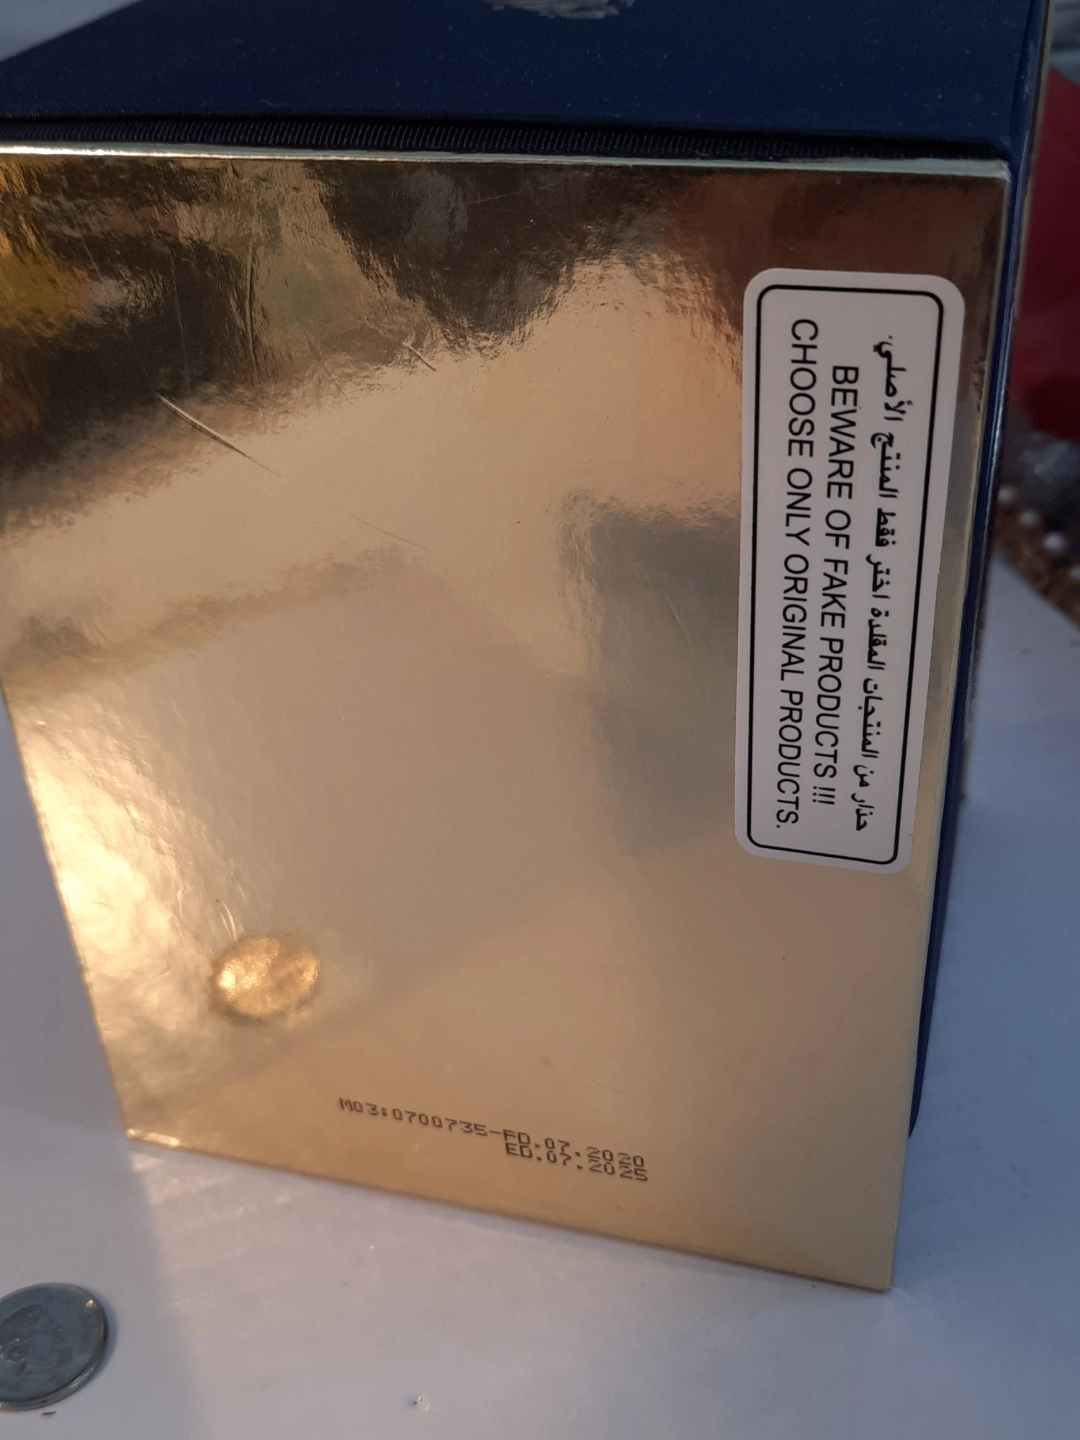 حذار من المنتجات المقلدة اختر فقط المنتج الأصلي.
BEWARE OF FAKE PRODUCTS !!!
CHOOSE ONLY ORIGINAL PRODUCTS.
M03:0700735-FD.07.2020
ED.07.2025